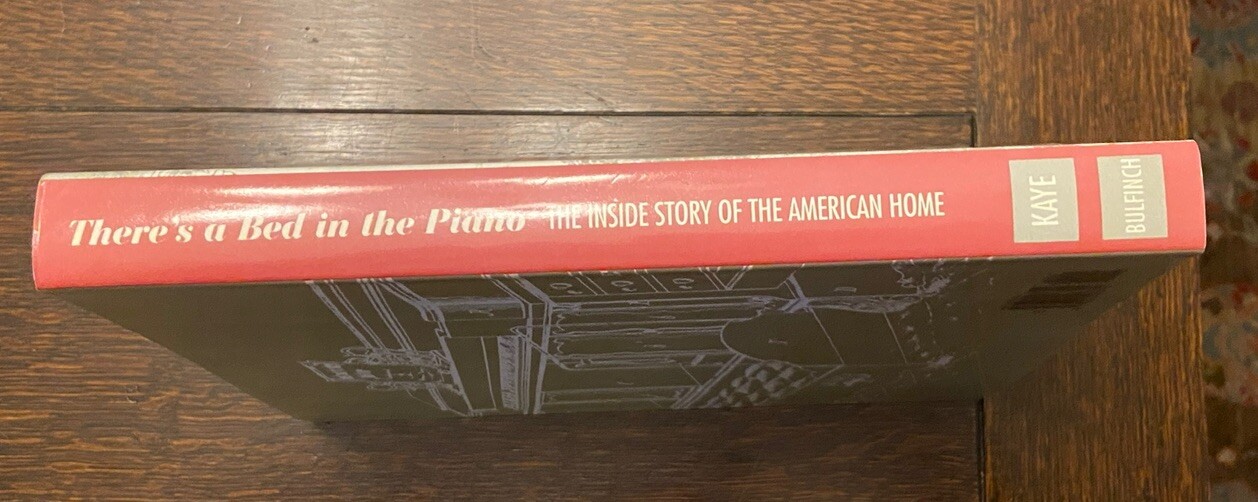 There's a Bed in the Piano THE INSIDE STORY OF THE AMERICAN HOME
KAYE
BULFINCH